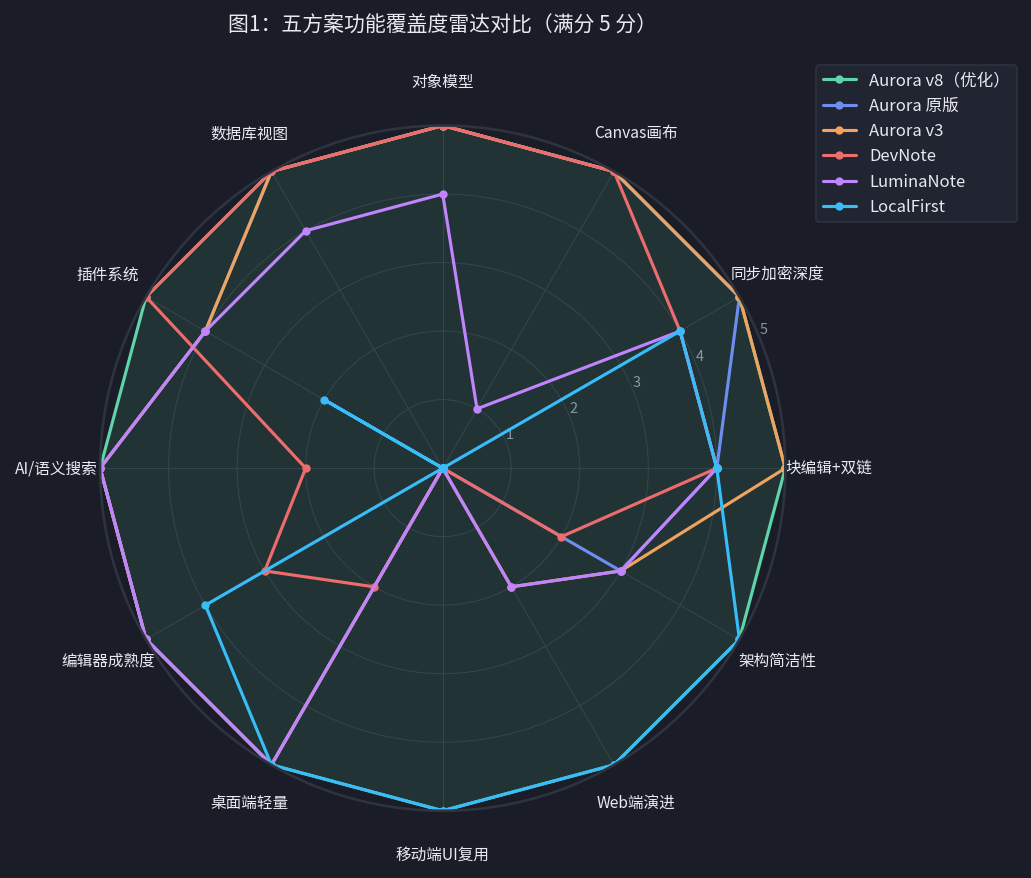 图1：五方案功能覆盖度雷达对比（满分 5 分）
Aurora v8（优化）
Aurora 原版
Aurora v3
DevNote
LuminaNote
LocalFirst
对象模型
数据库视图
Canvas画布
插件系统
同步加密深度
5
4
3
2
1
AI/语义搜索
块编辑+双链
编辑器成熟度
架构简洁性
桌面端轻量
Web端演进
移动端UI复用